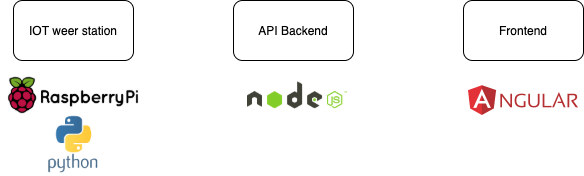 IOT weer station
API Backend
Frontend
RaspberryPi
node
JS
ANGULAR
python